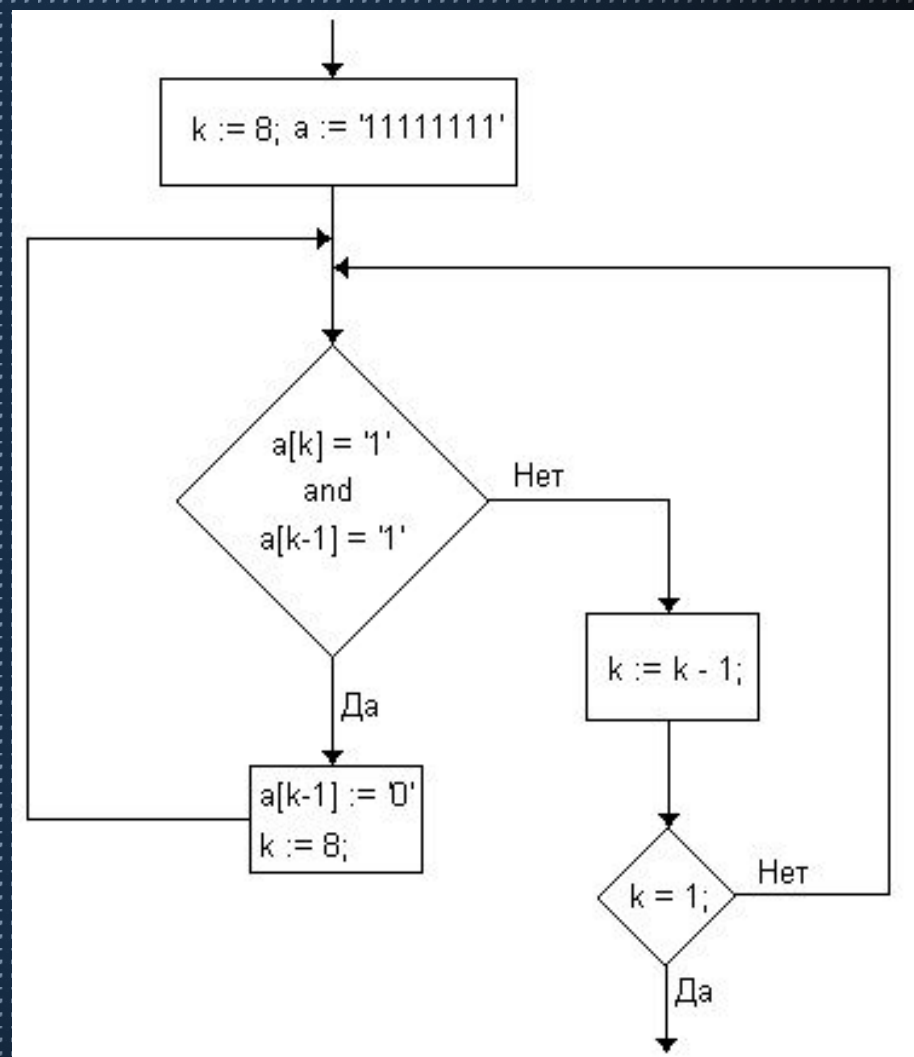 k := 8; a := '11111111'
a[k] = '1'
and
a[k-1] = '1'
Нет
k := k - 1;
Да
a[k-1] := '0'
k := 8;
k = 1;
Нет
Да